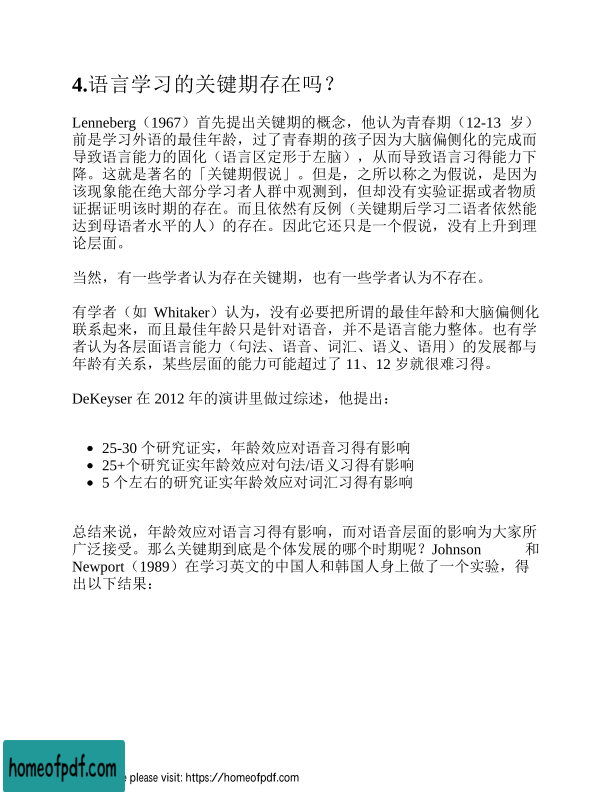 4.语言学习的关键期存在吗？
Lenneberg（1967）首先提出关键期的概念，他认为青春期（12-13 岁）
前是学习外语的最佳年龄，过了青春期的孩子因为大脑偏侧化的完成而
导致语言能力的固化（语言区定形于左脑），从而导致语言习得能力下
降。这就是著名的「关键期假说」。但是，之所以称之为假说，是因为
该现象能在绝大部分学习者人群中观测到，但却没有实验证据或者物质
证据证明该时期的存在。而且依然有反例（关键期后学习二语者依然能
达到母语者水平的人）的存在。因此它还只是一个假说，没有上升到理
论层面。
当然，有一些学者认为存在关键期，也有一些学者认为不存在。
有学者（如 Whitaker）认为，没有必要把所谓的最佳年龄和大脑偏侧化
联系起来，而且最佳年龄只是针对语音，并不是语言能力整体。也有学
者认为各层面语言能力（句法、语音、词汇、语义、语用）的发展都与
年龄有关系，某些层面的能力可能超过了 11、12 岁就很难习得。
DeKeyser 在 2012 年的演讲里做过综述，他提出：
• 25-30 个研究证实，年龄效应对语音习得有影响
• 25+个研究证实年龄效应对句法/语义习得有影响
• 5 个左右的研究证实年龄效应对词汇习得有影响
总结来说，年龄效应对语言习得有影响，而对语音层面的影响为大家所
广泛接受。那么关键期到底是个体发展的哪个时期呢？Johnson 和
Newport（1989）在学习英文的中国人和韩国人身上做了一个实验，得
出以下结果：
homeofpdf.com
please visit: https://homeofpdf.com